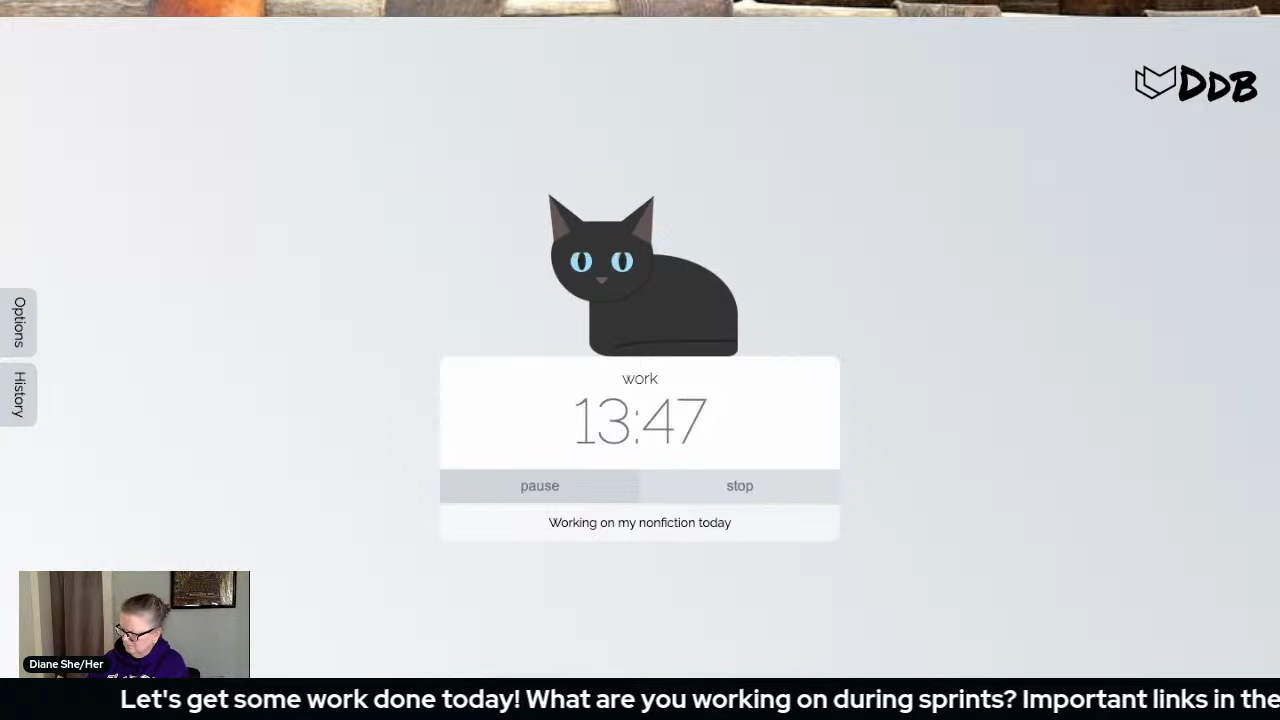 DDB
Options
History
work
13:47
pause
stop
Working on my nonfiction today
Diane She/Her
Let's get some work done today! What are you working on during sprints? Important links in the